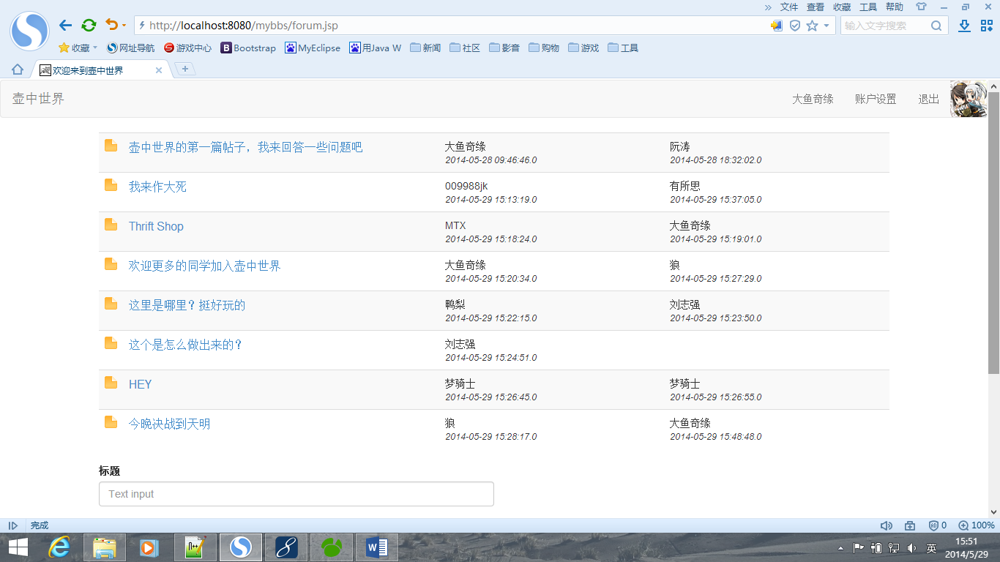 » 文件 查看 收藏 工具 帮助
http://localhost:8080/mybbs/forum.jsp
输入文字搜索
收藏 网址导航 游戏中心 B Bootstrap MyEclipse 用Java W 新闻 社区 影音 购物 游戏 工具
欢迎来到壶中世界
壶中世界 大鱼奇缘 账户设置 退出
壶中世界的第一篇帖子，我来回答一些问题吧 大鱼奇缘 阮涛
2014-05-28 09:46:46.0 2014-05-28 18:32:02.0
我来作大死 009988jk 有所思
2014-05-29 15:13:19.0 2014-05-29 15:37:05.0
Thrift Shop MTX 大鱼奇缘
2014-05-29 15:18:24.0 2014-05-29 15:19:01.0
欢迎更多的同学加入壶中世界 大鱼奇缘 狼
2014-05-29 15:20:34.0 2014-05-29 15:27:29.0
这里是哪里？挺好玩的 鸭梨 刘志强
2014-05-29 15:22:15.0 2014-05-29 15:23:50.0
这个是怎么做出来的？ 刘志强
2014-05-29 15:24:51.0
HEY 梦骑士 梦骑士
2014-05-29 15:26:45.0 2014-05-29 15:26:55.0
今晚决战到天明 狼 大鱼奇缘
2014-05-29 15:28:17.0 2014-05-29 15:48:48.0
标题
Text input
完成 0 100%
英 15:51
2014/5/29